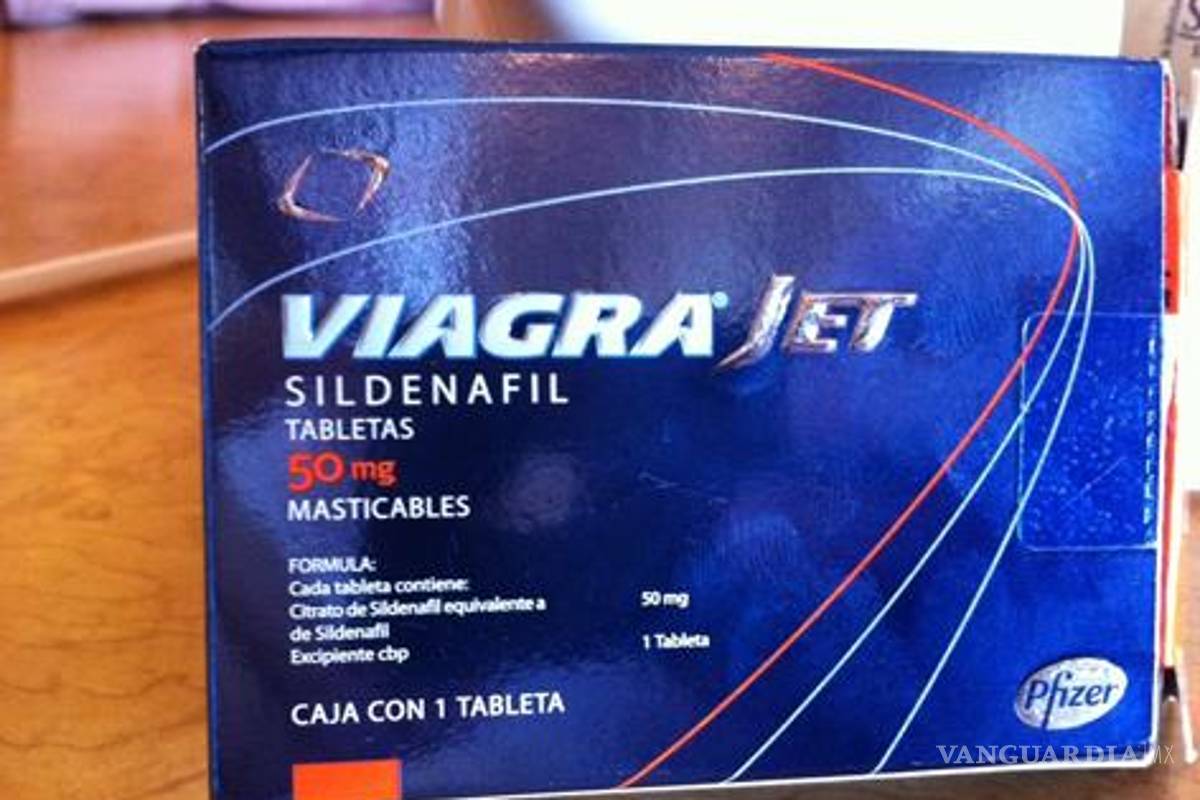 VIAGRA® JET
SILDENAFIL
TABLETAS
50 mg
MASTICABLES
FORMULA:
Cada tableta contiene:
Citrato de Sildenafil equivalente a 50 mg
de Sildenafil
Excipiente cbp 1 Tableta
CAJA CON 1 TABLETA
Pfizer
VANGUARDIA MX